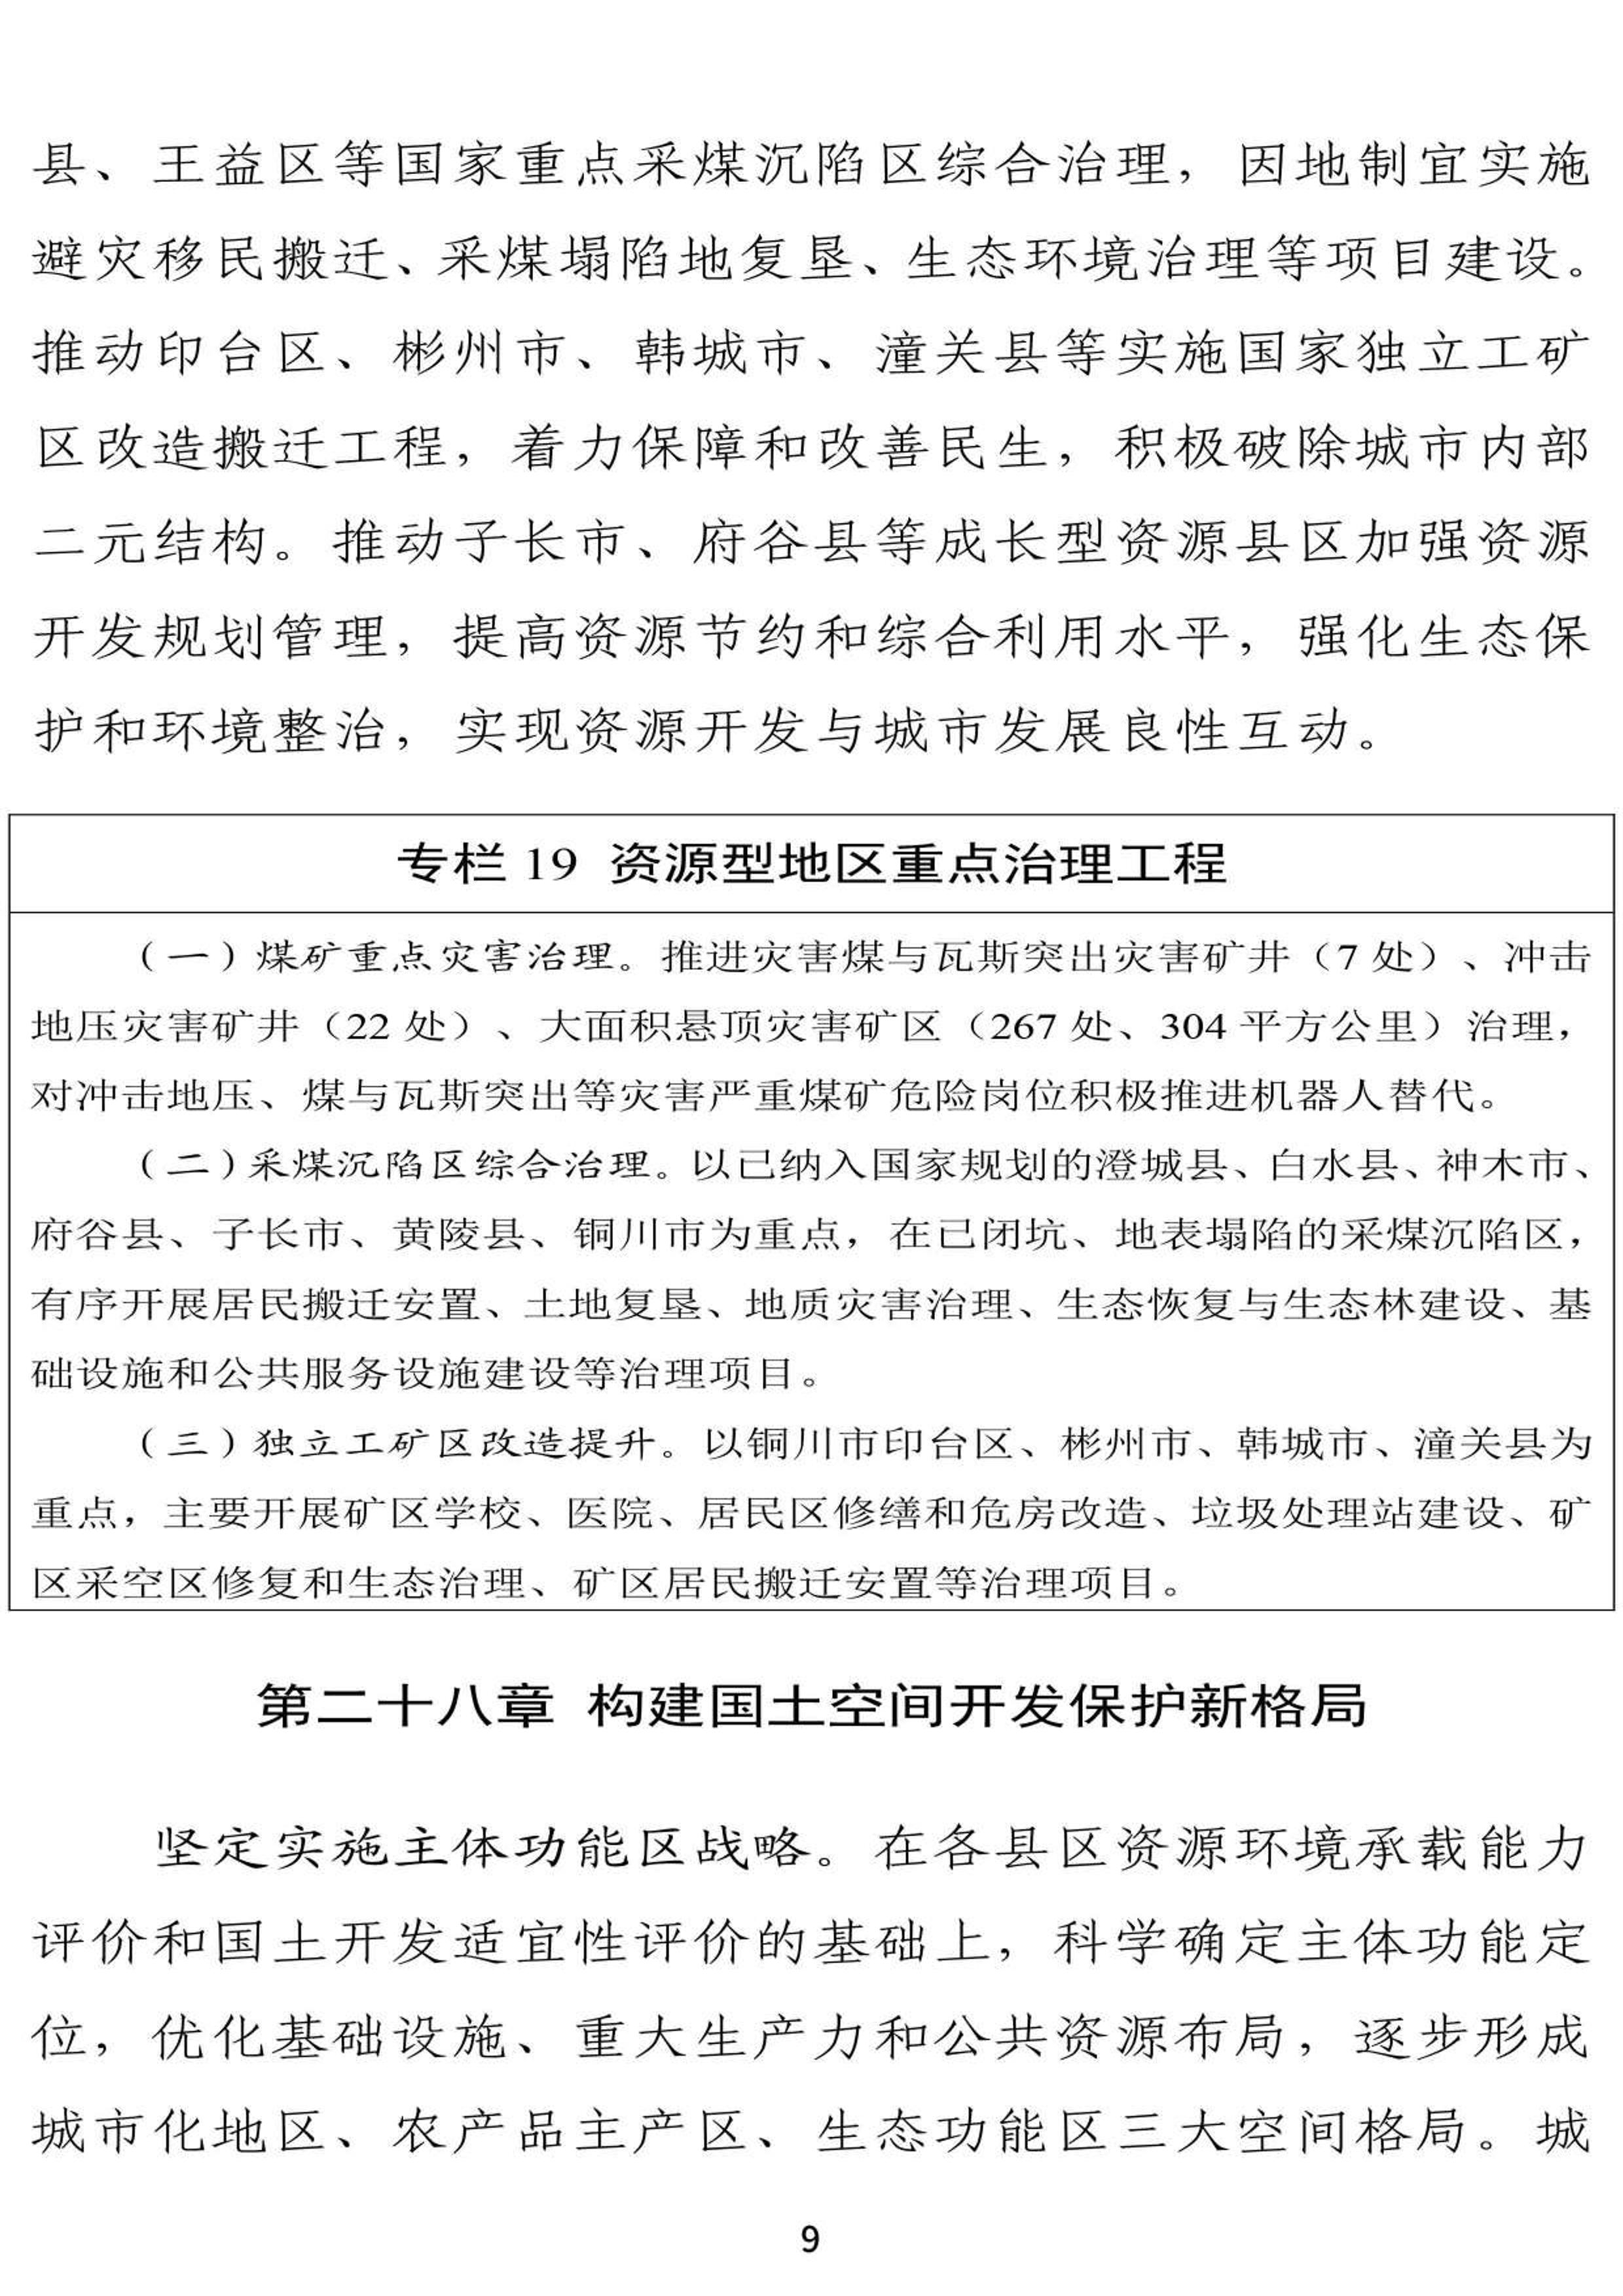 县、王益区等国家重点采煤沉陷区综合治理，因地制宜实施
避灾移民搬迁、采煤塌陷地复垦、生态环境治理等项目建设。
推动印台区、彬州市、韩城市、潼关县等实施国家独立工矿
区改造搬迁工程，着力保障和改善民生，积极破除城市内部
二元结构。推动子长市、府谷县等成长型资源县区加强资源
开发规划管理，提高资源节约和综合利用水平，强化生态保
护和环境整治，实现资源开发与城市发展良性互动。
专栏 19 资源型地区重点治理工程
（一）煤矿重点灾害治理。推进灾害煤与瓦斯突出灾害矿井（7 处）、冲击
地压灾害矿井（22 处）、大面积悬顶灾害矿区（267 处、304 平方公里）治理，
对冲击地压、煤与瓦斯突出等灾害严重煤矿危险岗位积极推进机器人替代。
（二）采煤沉陷区综合治理。以已纳入国家规划的澄城县、白水县、神木市、
府谷县、子长市、黄陵县、铜川市为重点，在已闭坑、地表塌陷的采煤沉陷区，
有序开展居民搬迁安置、土地复垦、地质灾害治理、生态恢复与生态林建设、基
础设施和公共服务设施建设等治理项目。
（三）独立工矿区改造提升。以铜川市印台区、彬州市、韩城市、潼关县为
重点，主要开展矿区学校、医院、居民区修缮和危房改造、垃圾处理站建设、矿
区采空区修复和生态治理、矿区居民搬迁安置等治理项目。
第二十八章 构建国土空间开发保护新格局
坚定实施主体功能区战略。在各县区资源环境承载能力
评价和国土开发适宜性评价的基础上，科学确定主体功能定
位，优化基础设施、重大生产力和公共资源布局，逐步形成
城市化地区、农产品主产区、生态功能区三大空间格局。城
9